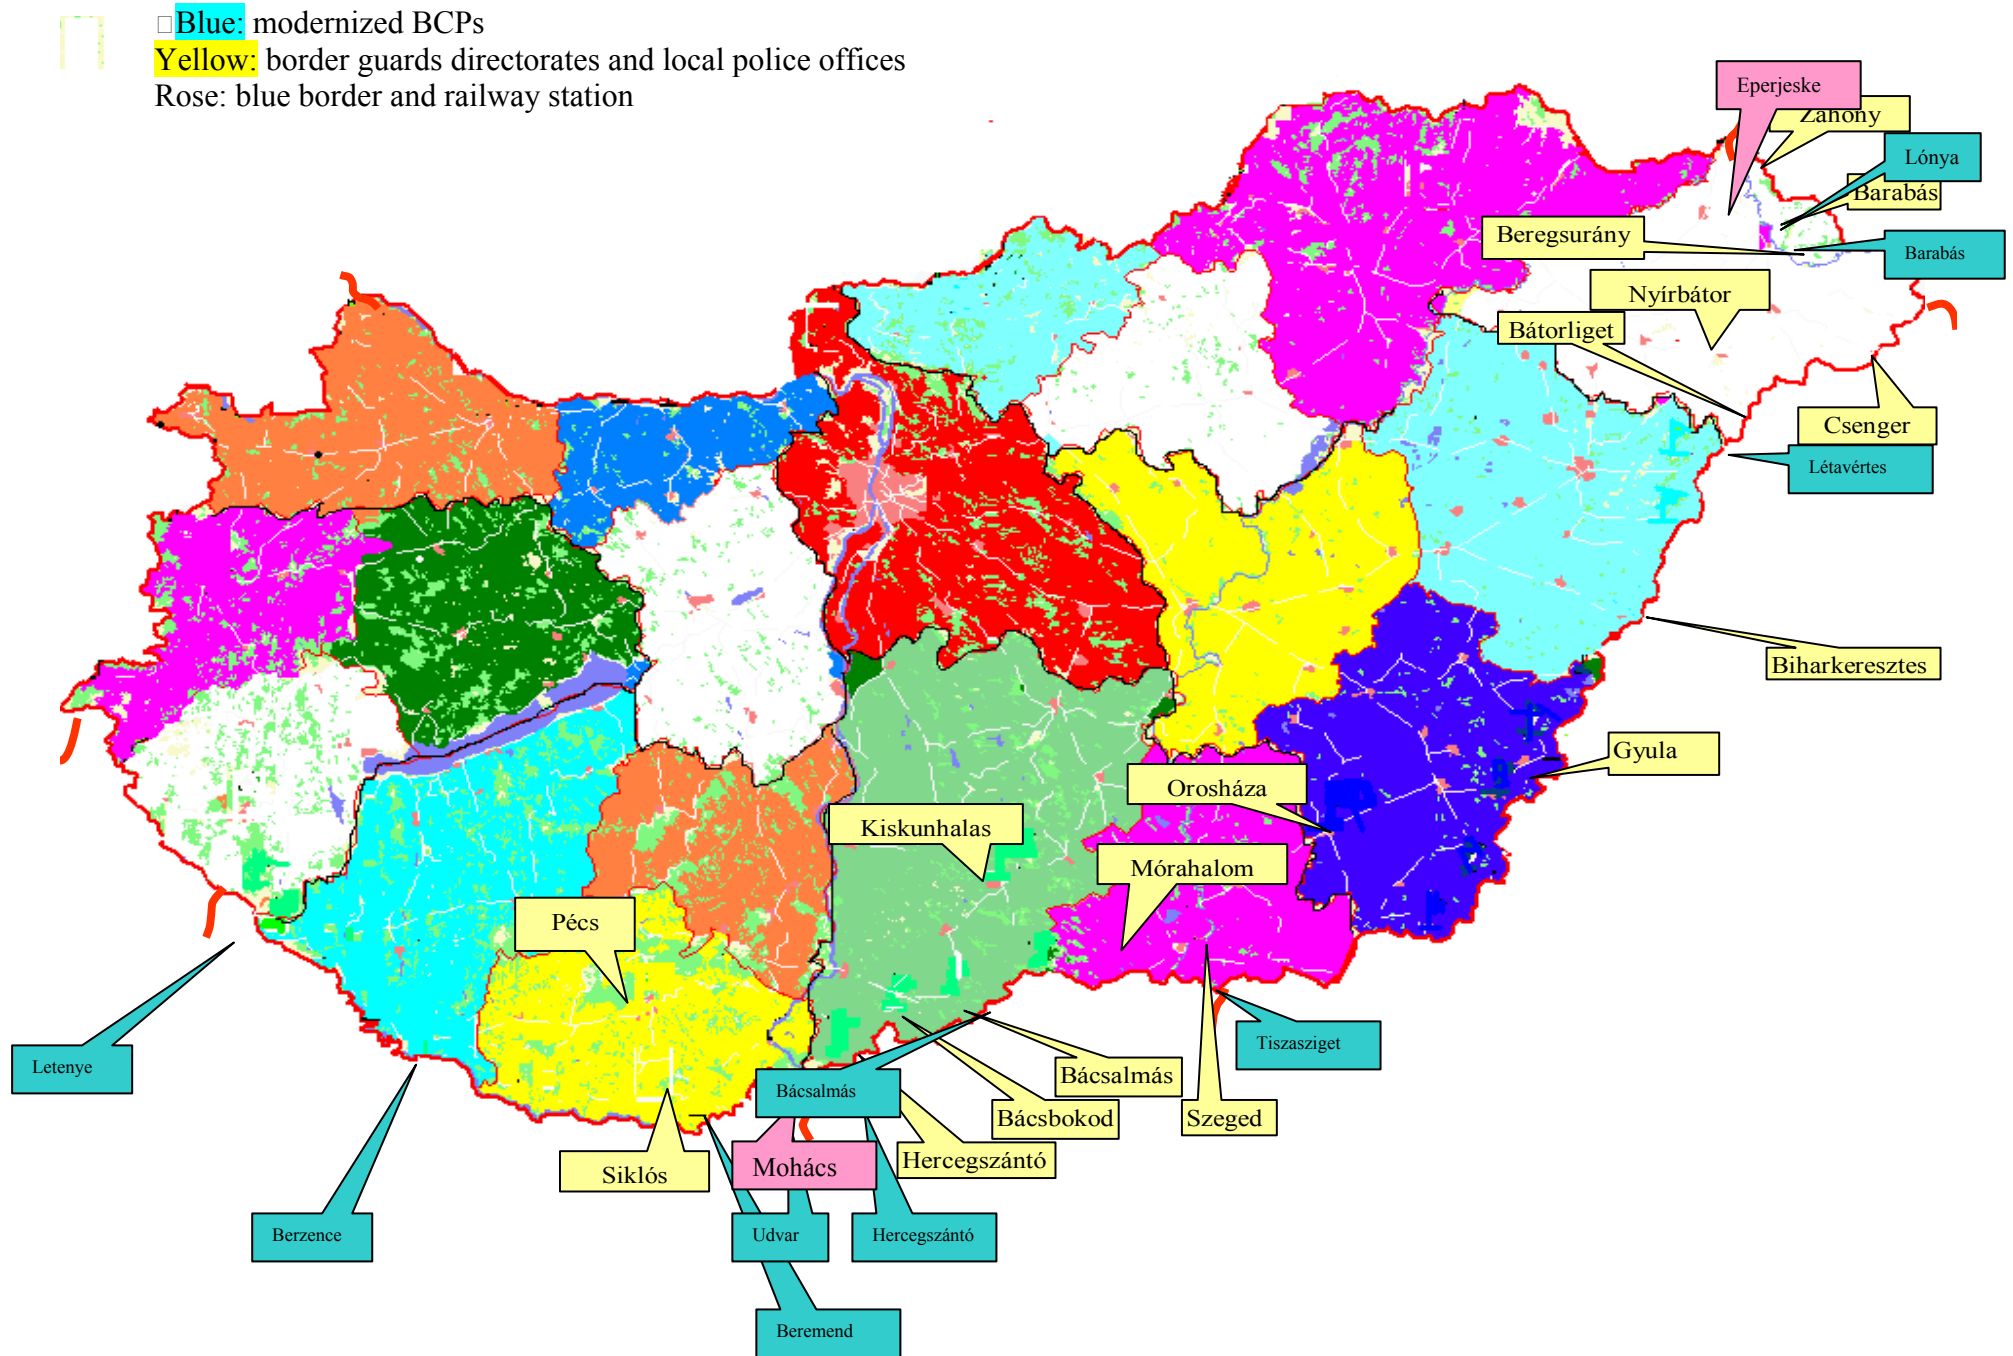 □Blue: modernized BCPs
Yellow: border guards directorates and local police offices
Rose: blue border and railway station
Eperjeske
Záhony
Lónya
Barabás
Beregsurány
Barabás
Nyírbátor
Bátorliget
Csenger
Létavértes
Biharkeresztes
Gyula
Orosháza
Kiskunhalas
Mórahalom
Pécs
Letenye
Tiszasziget
Bácsalmás
Bácsalmás
Bácsbokod
Szeged
Hercegszántó
Mohács
Siklós
Berzence
Udvar
Hercegszántó
Beremend